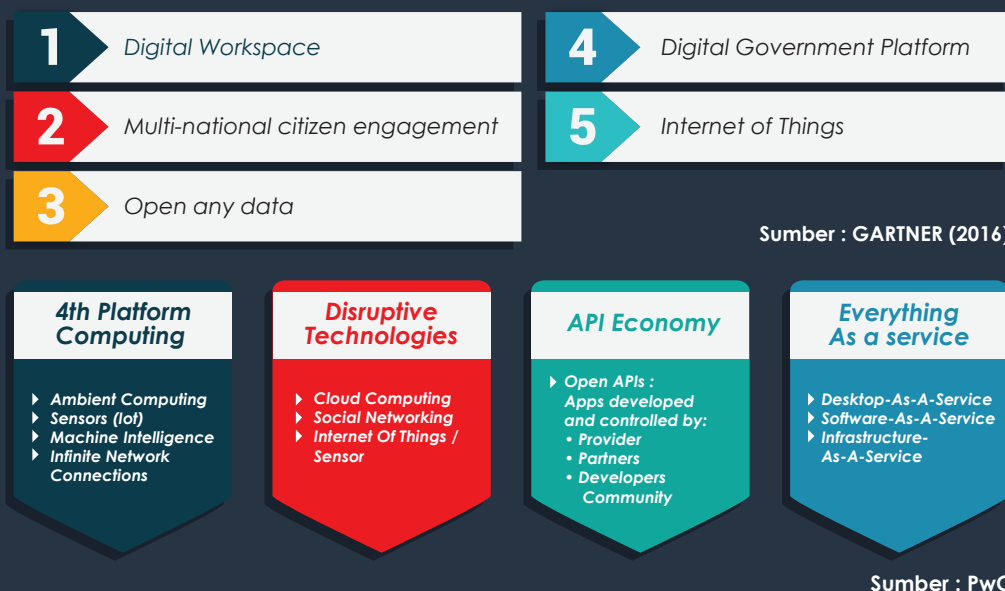 1
Digital Workspace
2
Multi-national citizen engagement
3
Open any data
4
Digital Government Platform
5
Internet of Things
Sumber : GARTNER (2016)
4th Platform
Computing
Ambient Computing
Sensors (Iot)
Machine Intelligence
Infinite Network
Connections
Disruptive
Technologies
Cloud Computing
Social Networking
Internet Of Things /
Sensor
API Economy
Open APIs :
Apps developed
and controlled by:
• Provider
• Partners
• Developers
Community
Everything
As a service
Desktop-As-A-Service
Software-As-A-Service
Infrastructure-
As-A-Service
Sumber : PwC